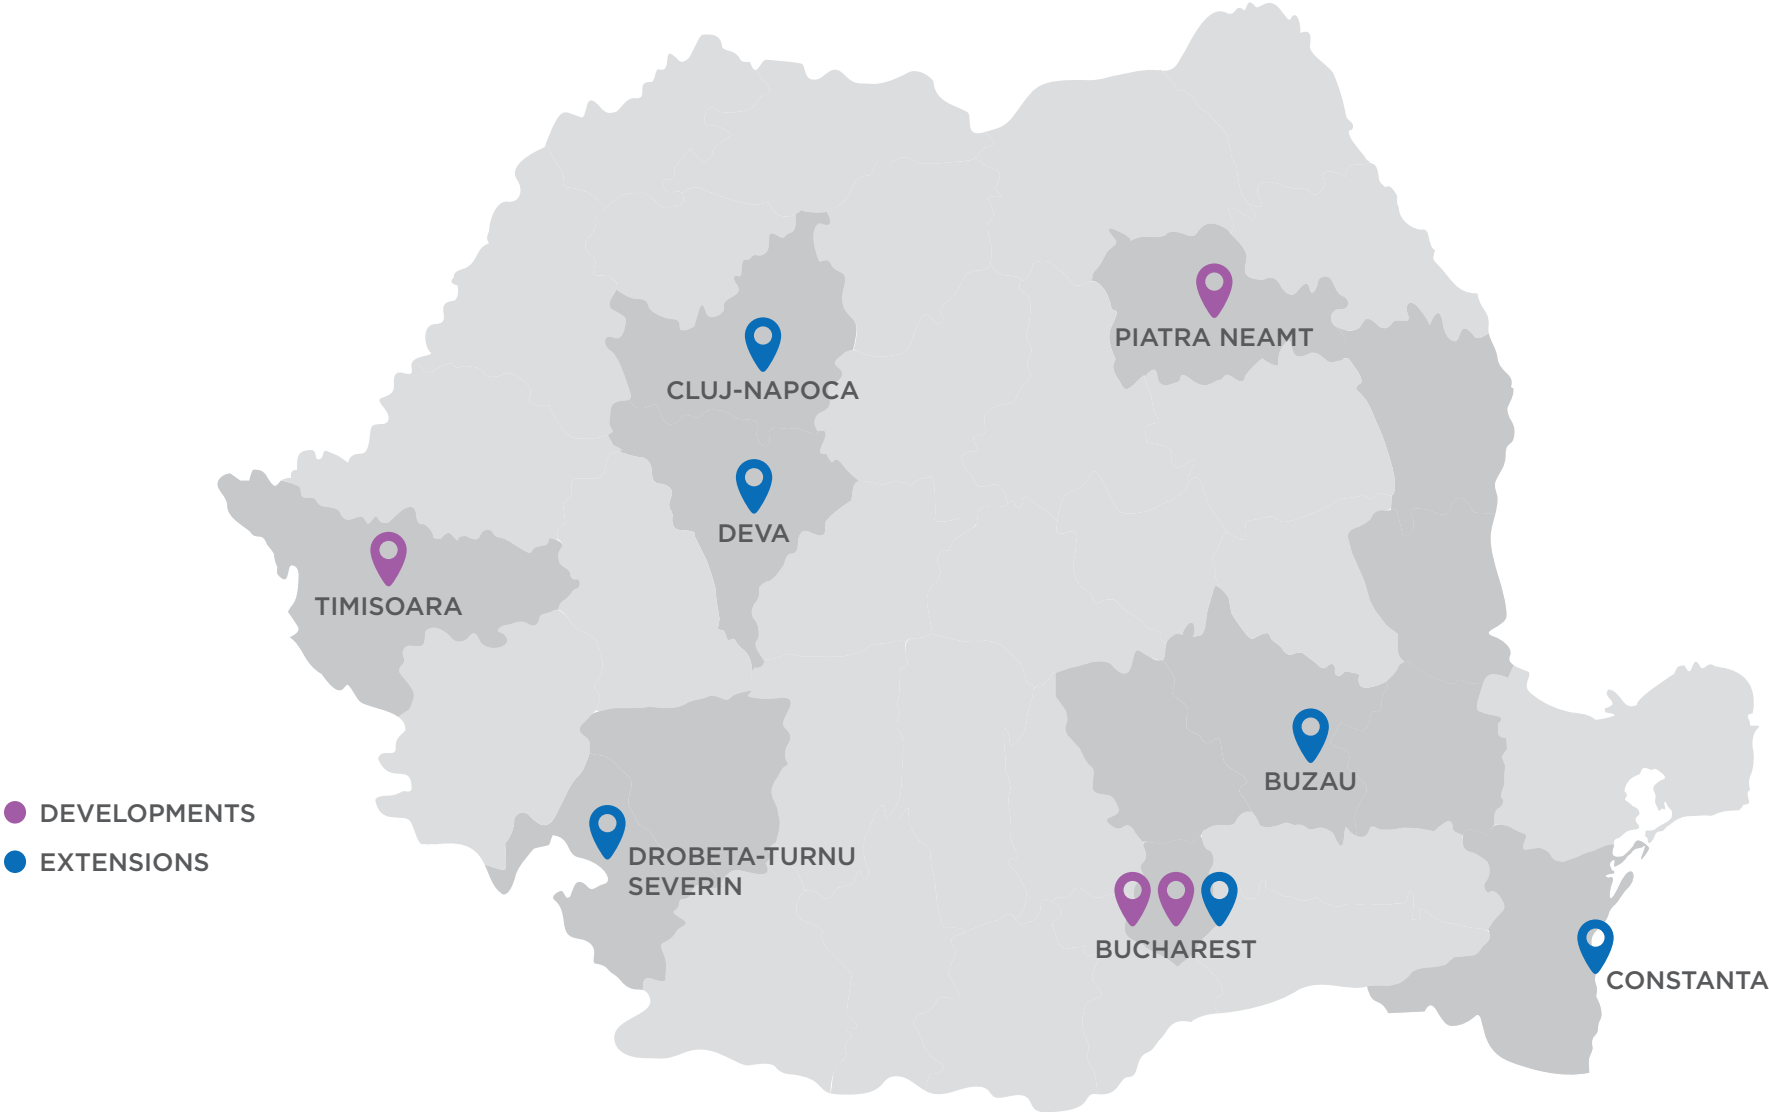 PIATRA NEAMT
CLUJ-NAPOCA
DEVA
TIMISOARA
BUZAU
DEVELOPMENTS
EXTENSIONS
DROBETA-TURNU
SEVERIN
BUCHAREST
CONSTANTA